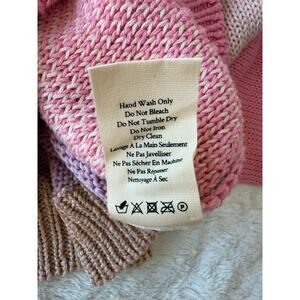 Hand Wash Only
Do Not Bleach
Do Not Tumble Dry
Do Not Iron
Dry Clean
Lavage A La Main Seulement
Ne Pas Javelliser
Ne Pas Sécher En Machine
Ne Pas Repasser
Nettoyage À Sec